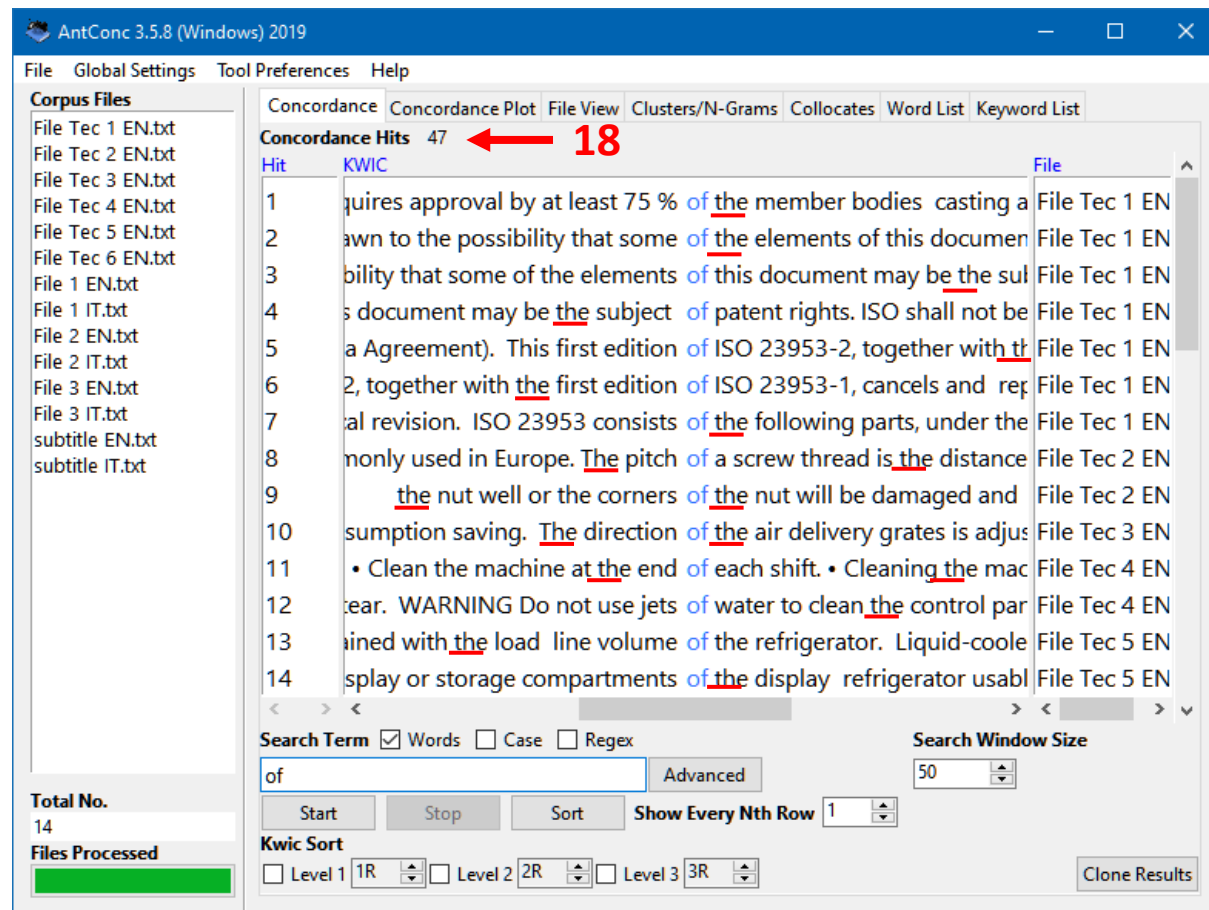 AntConc 3.5.8 (Windows) 2019
File Global Settings Tool Preferences Help
Corpus Files
File Tec 1 EN.txt
File Tec 2 EN.txt
File Tec 3 EN.txt
File Tec 4 EN.txt
File Tec 5 EN.txt
File Tec 6 EN.txt
File 1 EN.txt
File 1 IT.txt
File 2 EN.txt
File 2 IT.txt
File 3 EN.txt
File 3 IT.txt
subtitle EN.txt
subtitle IT.txt
Total No.
14
Files Processed
Concordance Concordance Plot File View Clusters/N-Grams Collocates Word List Keyword List
Concordance Hits 47 18
Hit KWIC File
1 quires approval by at least 75 % of the member bodies casting a File Tec 1 EN
2 awn to the possibility that some of the elements of this documen File Tec 1 EN
3 bility that some of the elements of this document may be the sul File Tec 1 EN
4 s document may be the subject of patent rights. ISO shall not be File Tec 1 EN
5 a Agreement). This first edition of ISO 23953-2, together with th File Tec 1 EN
6 2, together with the first edition of ISO 23953-1, cancels and rep File Tec 1 EN
7 cal revision. ISO 23953 consists of the following parts, under the File Tec 1 EN
8 monly used in Europe. The pitch of a screw thread is the distance File Tec 2 EN
9 the nut well or the corners of the nut will be damaged and File Tec 2 EN
10 sumption saving. The direction of the air delivery grates is adjus File Tec 3 EN
11 • Clean the machine at the end of each shift. • Cleaning the mac File Tec 4 EN
12 tear. WARNING Do not use jets of water to clean the control par File Tec 4 EN
13 ained with the load line volume of the refrigerator. Liquid-coole File Tec 5 EN
14 splay or storage compartments of the display refrigerator usabl File Tec 5 EN
Search Term Words Case Regex Search Window Size
of Advanced 50
Start Stop Sort Show Every Nth Row 1
Kwic Sort
Level 1 1R Level 2 2R Level 3 3R Clone Results